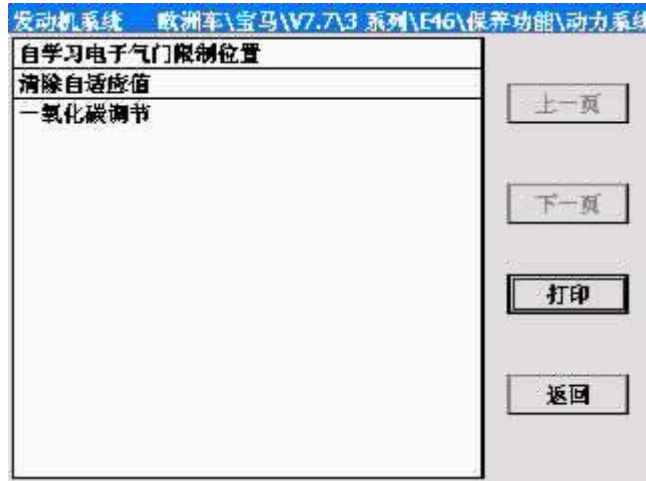 发动机系统 欧洲车\宝马\V7.7\3 系列\E46\保养功能\动力系统
自学习电子气门限制位置
清除自适应值
一氧化碳调节
上一页
下一页
打印
返回